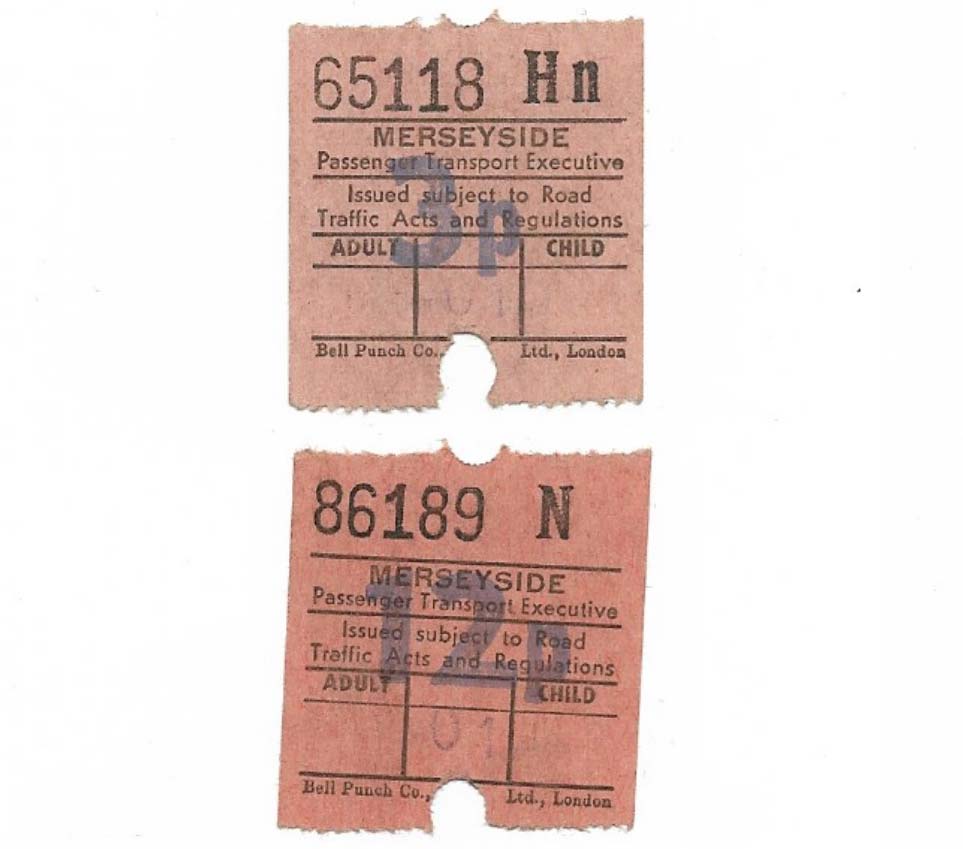 65118 Hn
MERSEYSIDE
Passenger Transport Executive
Issued subject to Road
Traffic Acts and Regulations
3p
ADULT CHILD
01
Bell Punch Co., Ltd., London
86189 N
MERSEYSIDE
Passenger Transport Executive
Issued subject to Road
Traffic Acts and Regulations
12p
ADULT CHILD
01
Bell Punch Co., Ltd., London